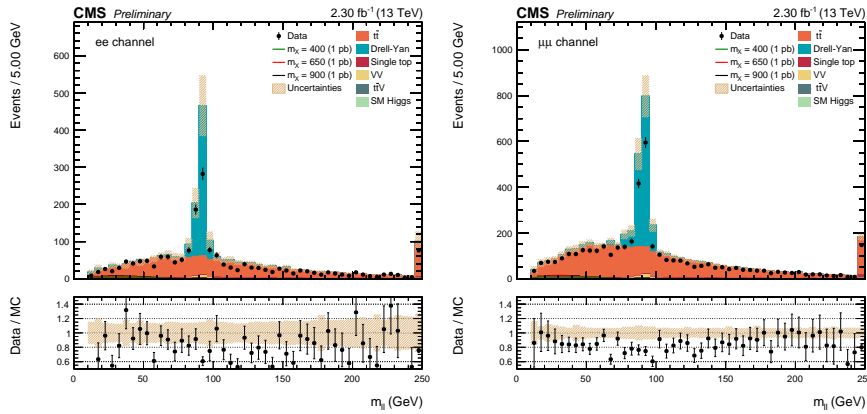 CMS Preliminary 2.30 fb⁻¹ (13 TeV)
ee channel
Data
m_X = 400 (1 pb)
m_X = 650 (1 pb)
m_X = 900 (1 pb)
Uncertainties
tt̄
Drell-Yan
Single top
VV
tt̄V
SM Higgs
Events / 5.00 GeV
600
500
400
300
200
100
0
Data / MC
1.4
1.2
1
0.8
0.6
0 50 100 150 200 250
m_ll (GeV)
CMS Preliminary 2.30 fb⁻¹ (13 TeV)
μμ channel
Data
m_X = 400 (1 pb)
m_X = 650 (1 pb)
m_X = 900 (1 pb)
Uncertainties
tt̄
Drell-Yan
Single top
VV
tt̄V
SM Higgs
Events / 5.00 GeV
1000
800
600
400
200
0
Data / MC
1.4
1.2
1
0.8
0.6
0 50 100 150 200 250
m_ll (GeV)